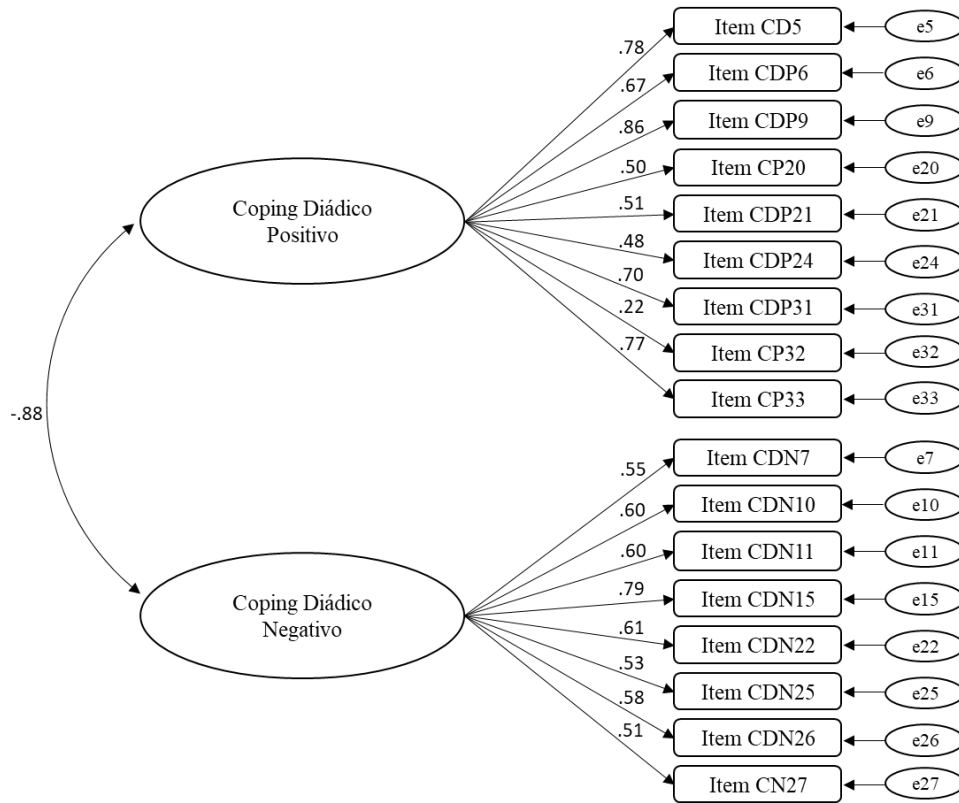 Item CD5
e5
.78
Item CDP6
e6
.67
Item CDP9
e9
.86
Item CP20
e20
.50
Coping Diádico
Positivo
Item CDP21
e21
.51
Item CDP24
e24
.48
Item CDP31
e31
.70
Item CP32
e32
.22
Item CP33
e33
.77
-.88
Item CDN7
e7
.55
Item CDN10
e10
.60
Item CDN11
e11
.60
Item CDN15
e15
.79
Coping Diádico
Negativo
Item CDN22
e22
.61
Item CDN25
e25
.53
Item CDN26
e26
.58
Item CN27
e27
.51